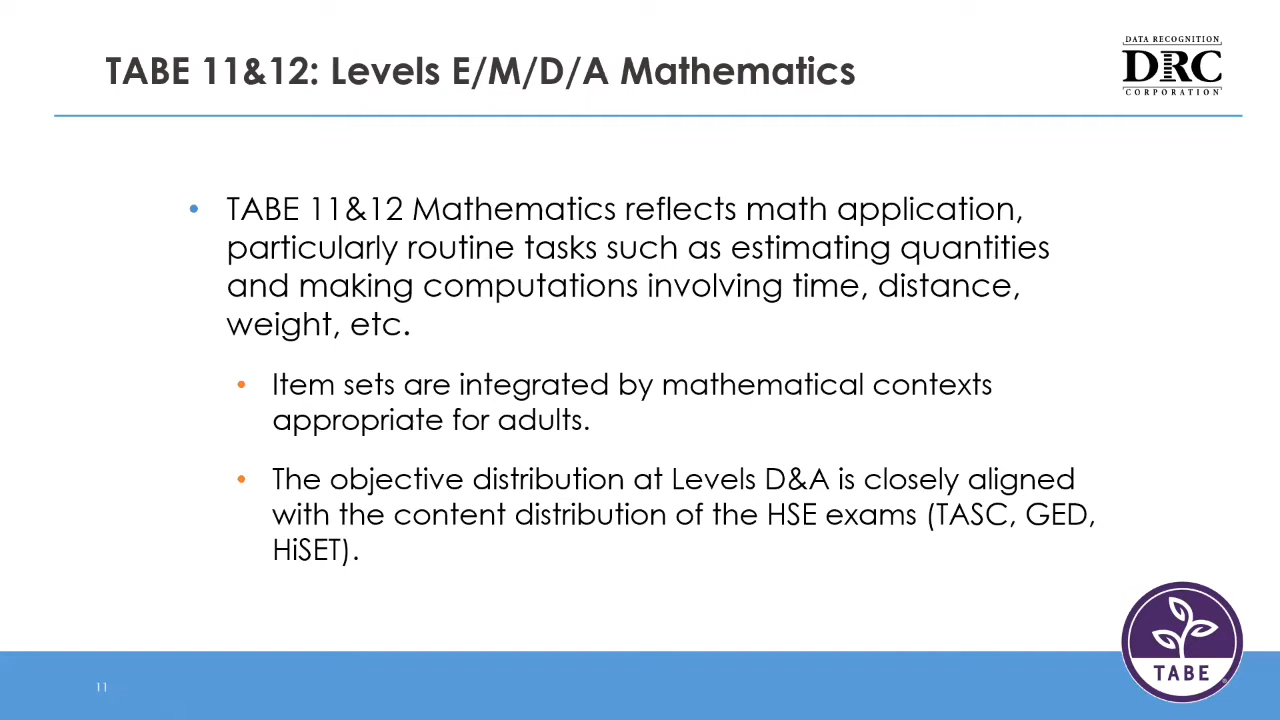 TABE 11&12: Levels E/M/D/A Mathematics
DATA RECOGNITION
DRC
CORPORATION
• TABE 11&12 Mathematics reflects math application,
particularly routine tasks such as estimating quantities
and making computations involving time, distance,
weight, etc.
• Item sets are integrated by mathematical contexts
appropriate for adults.
• The objective distribution at Levels D&A is closely aligned
with the content distribution of the HSE exams (TASC, GED,
HiSET).
TABE®
11